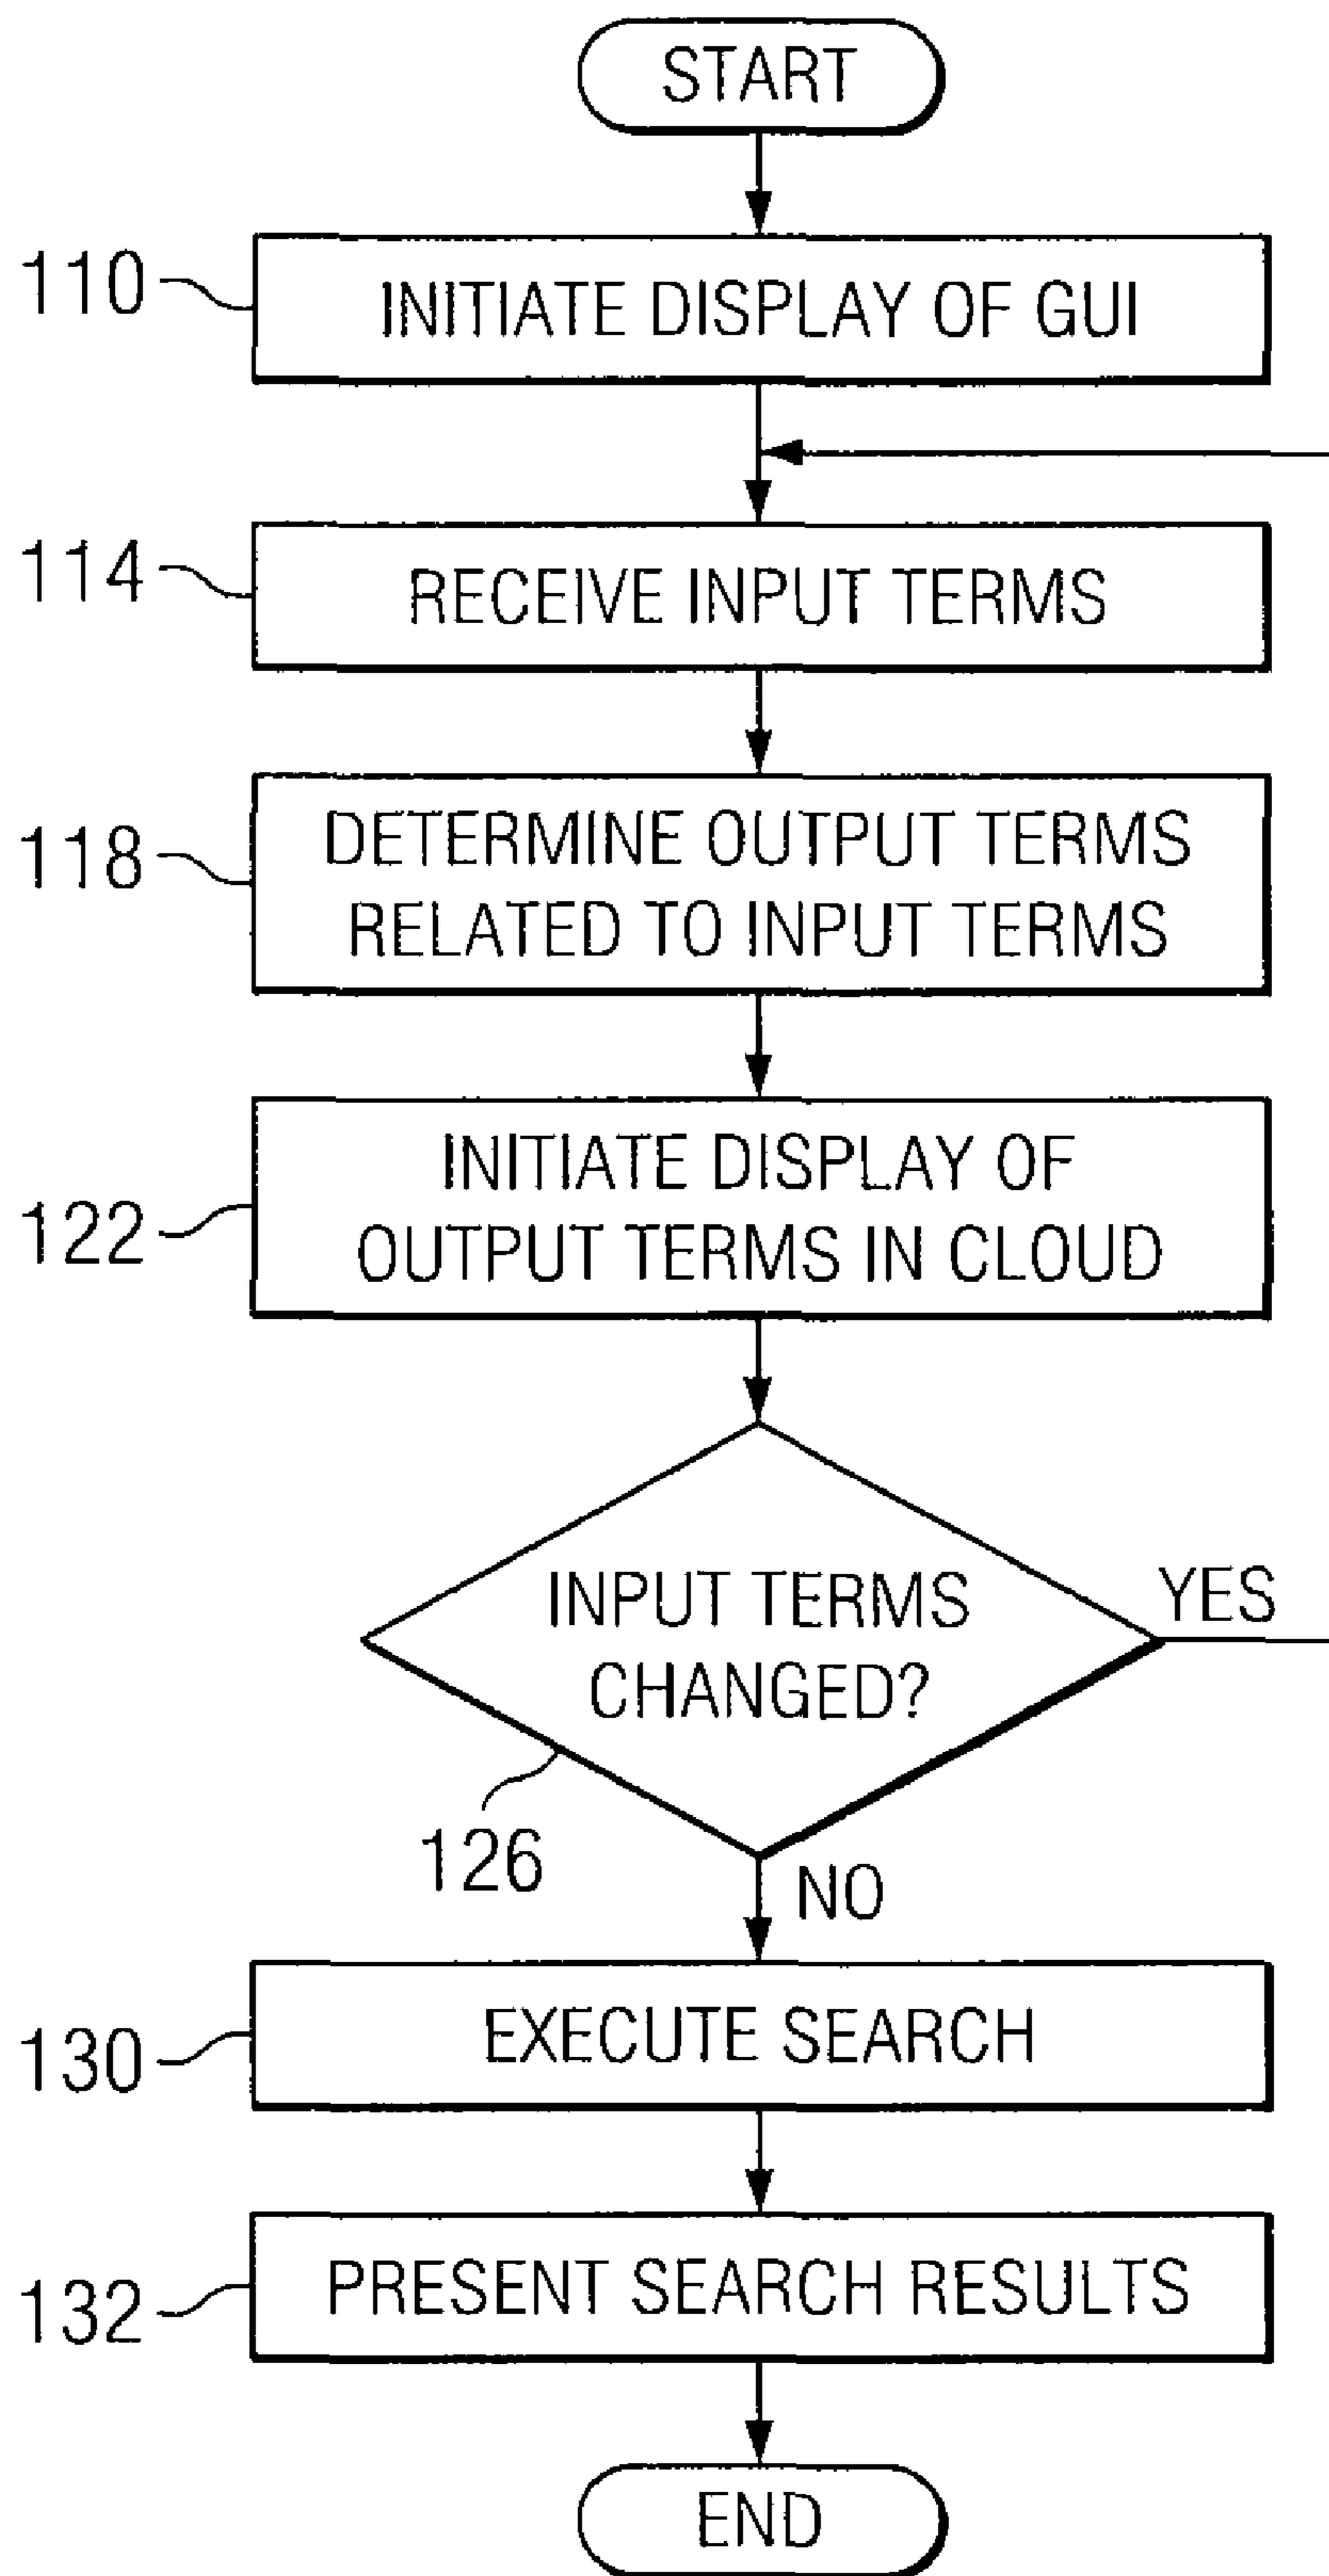 START
110
INITIATE DISPLAY OF GUI
114
RECEIVE INPUT TERMS
118
DETERMINE OUTPUT TERMS
RELATED TO INPUT TERMS
122
INITIATE DISPLAY OF
OUTPUT TERMS IN CLOUD
INPUT TERMS
CHANGED?
YES
126
NO
130
EXECUTE SEARCH
132
PRESENT SEARCH RESULTS
END